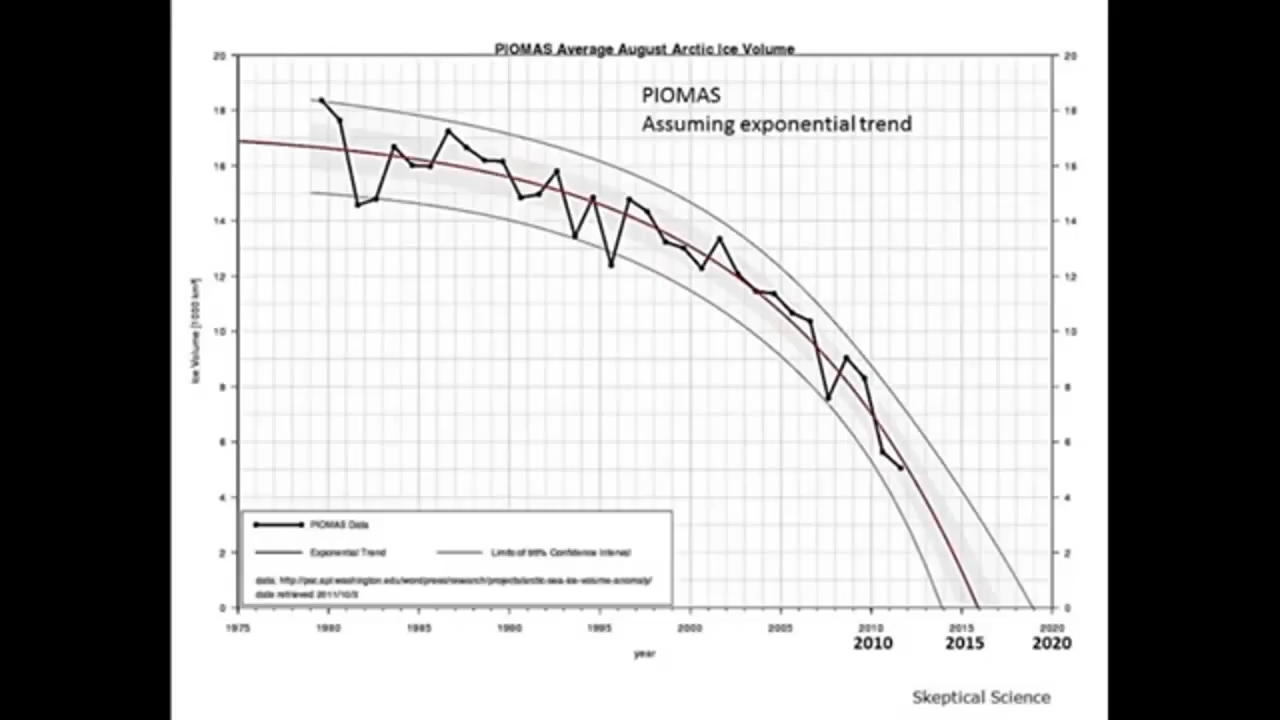 PIOMAS Average August Arctic Ice Volume
PIOMAS
Assuming exponential trend
20 20
18 18
16 16
14 14
12 12
10 10
8 8
6 6
4 4
2 2
0 0
Ice Volume [1000 km³]
PIOMAS Data
Exponential Trend Limits of Confidence Interval
data: http://psc.apl.washington.edu/wordpress/research/projects/arctic-sea-ice-volume-anomaly/
date retrieved 2011/10/3
1975 1980 1985 1990 1995 2000 2005 2010 2015 2020
2010 2015 2020
year
Skeptical Science